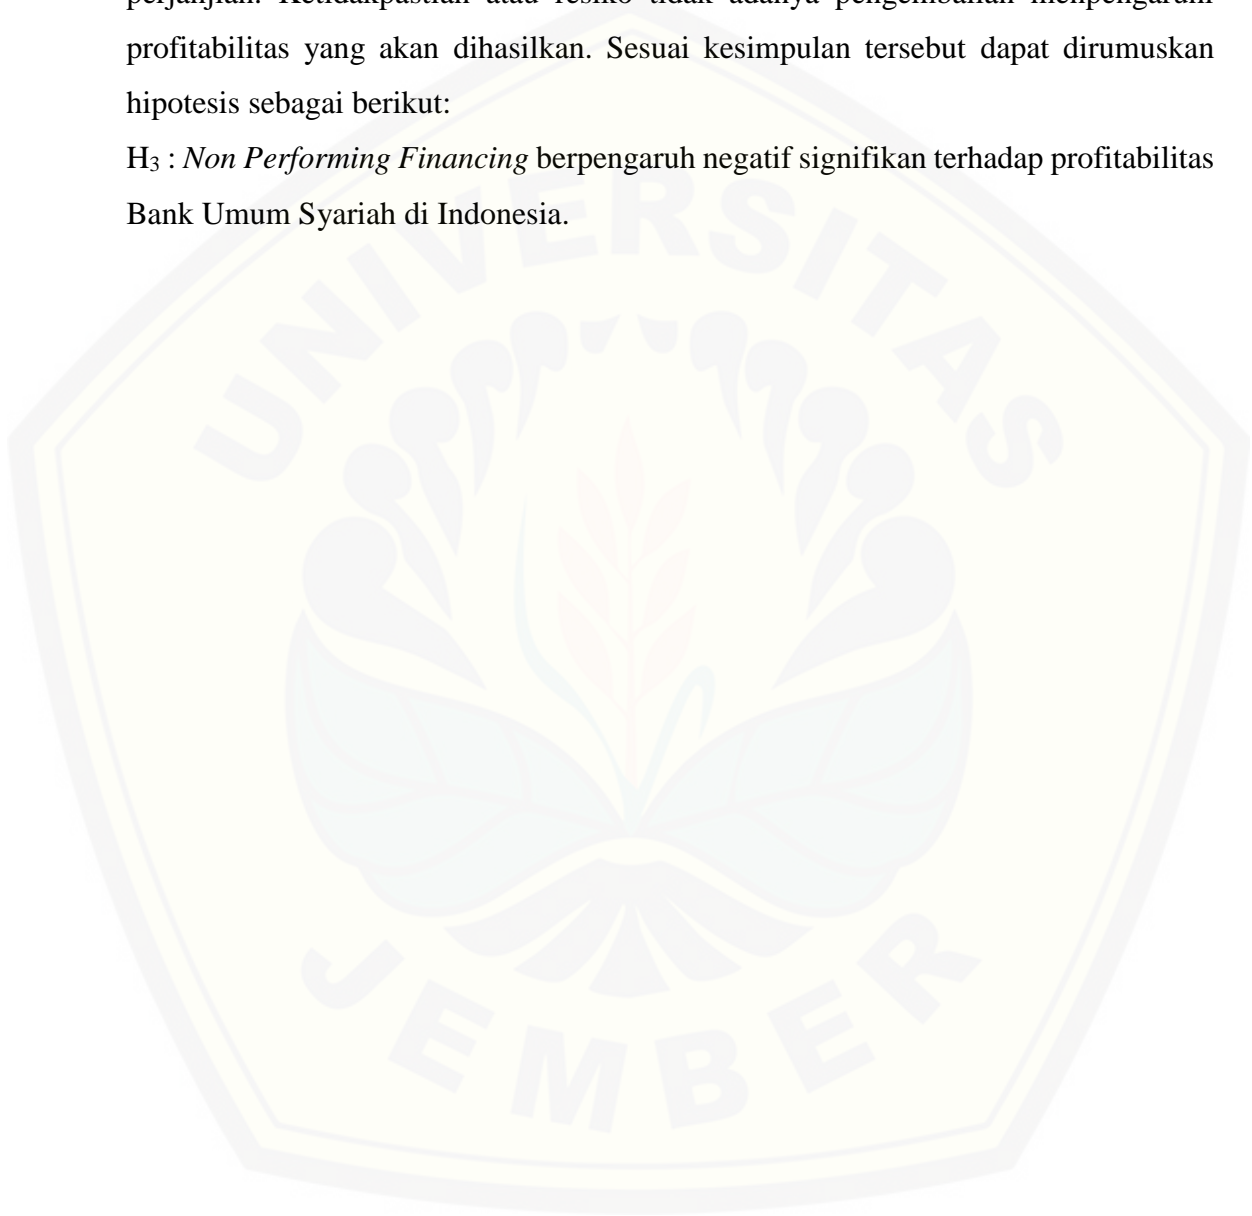 perjanjian. Ketidakpastian atau resiko tidak adanya pengembalian menpengaruhi
profitabilitas yang akan dihasilkan. Sesuai kesimpulan tersebut dapat dirumuskan
hipotesis sebagai berikut:
H₃ : Non Performing Financing berpengaruh negatif signifikan terhadap profitabilitas
Bank Umum Syariah di Indonesia.
UNIVERSITAS
JEMBER